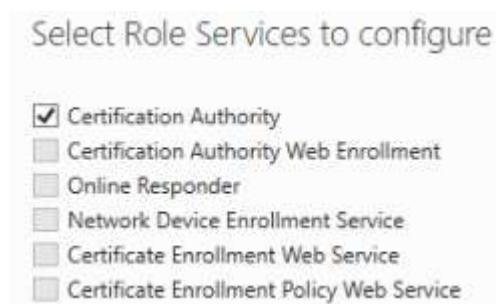 Select Role Services to configure
Certification Authority
Certification Authority Web Enrollment
Online Responder
Network Device Enrollment Service
Certificate Enrollment Web Service
Certificate Enrollment Policy Web Service